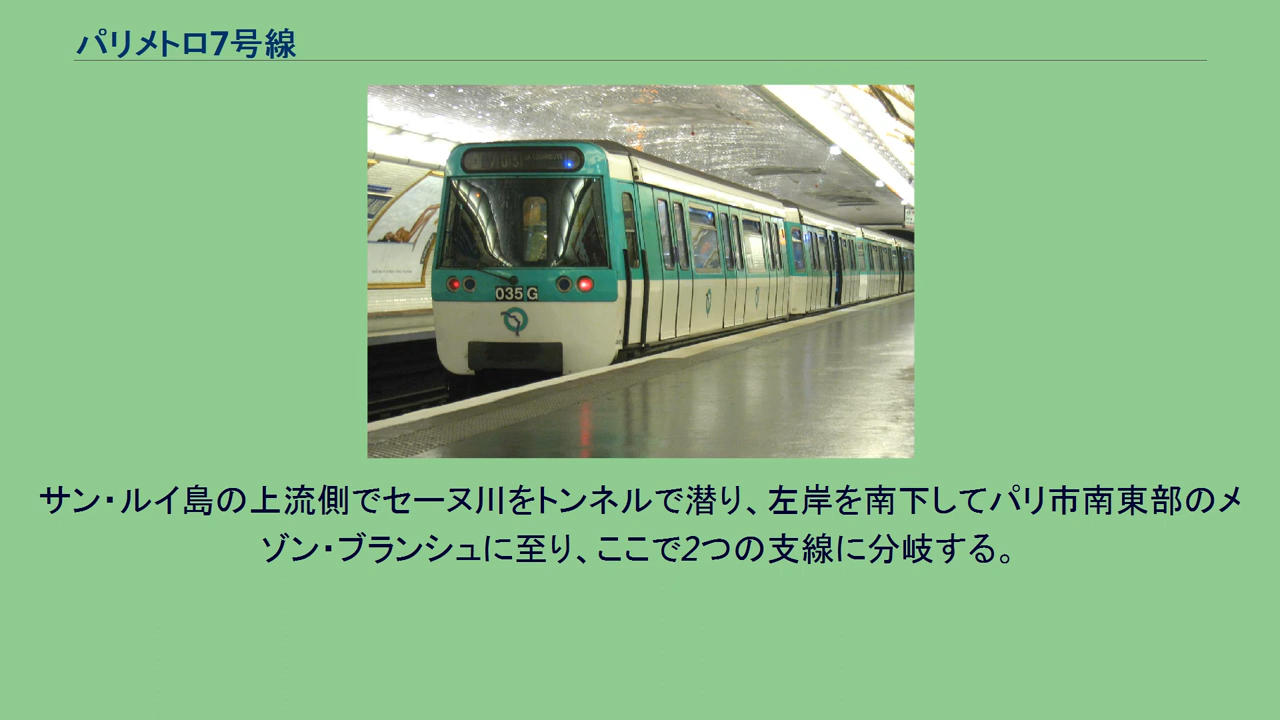 パリメトロ7号線
035 G
サン・ルイ島の上流側でセーヌ川をトンネルで潜り、左岸を南下してパリ市南東部のメ
ゾン・ブランシュに至り、ここで2つの支線に分岐する。